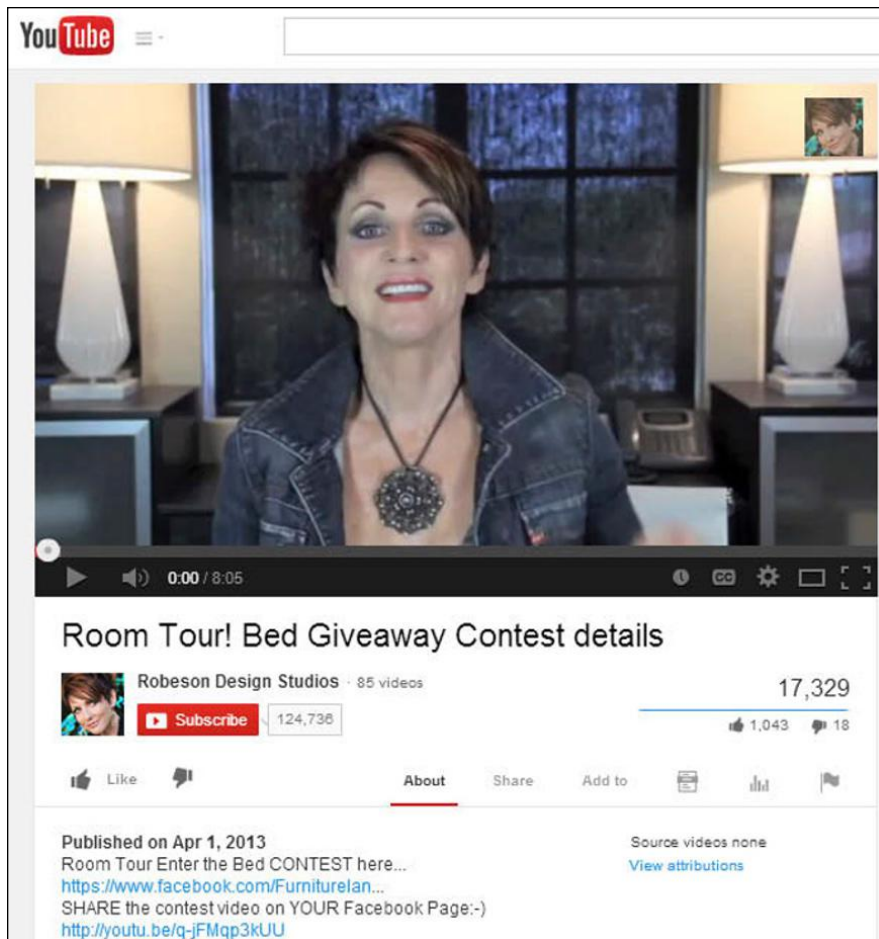 YouTube
0:00 / 8:05
CC
Room Tour! Bed Giveaway Contest details
Robeson Design Studios · 85 videos
Subscribe 124,736
17,329
1,043 18
Like
About Share Add to
Published on Apr 1, 2013
Source videos none
Room Tour Enter the Bed CONTEST here...
View attributions
https://www.facebook.com/Furniturelan...
SHARE the contest video on YOUR Facebook Page:-)
http://youtu.be/q-jFMqp3kUU